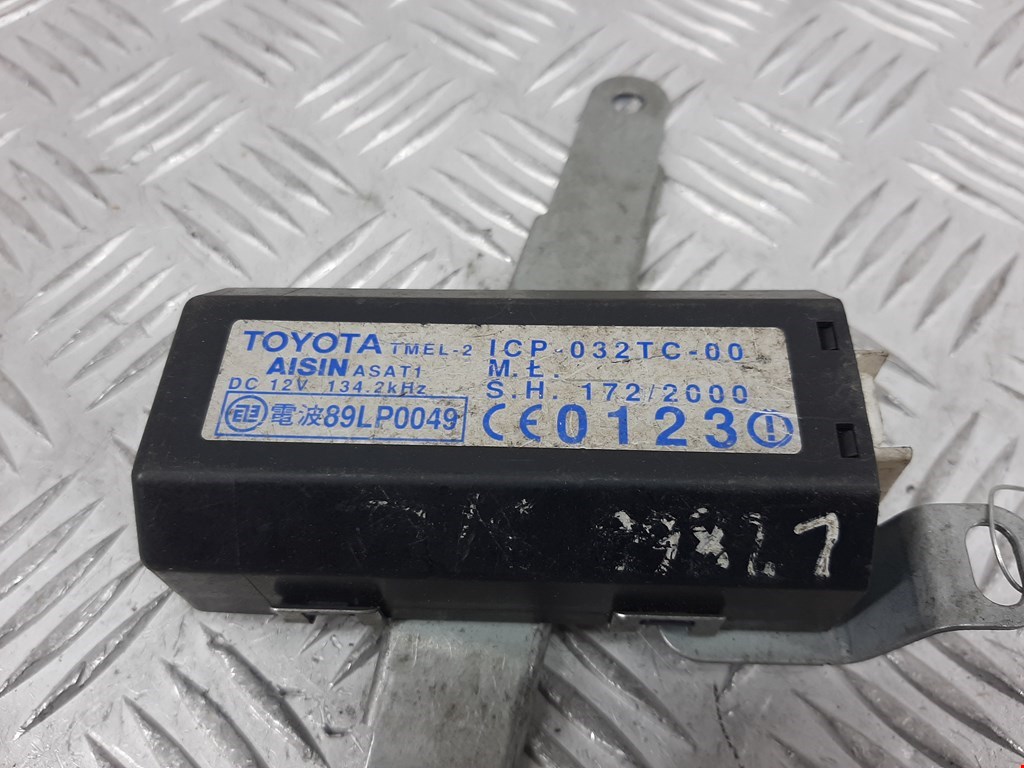 TOYOTA TMEL-2
AISIN ASAT1
DC 12V 134.2kHz
電波89LP0049
ICP-032TC-00
M.Ł.
S.H. 172/2000
CE0123